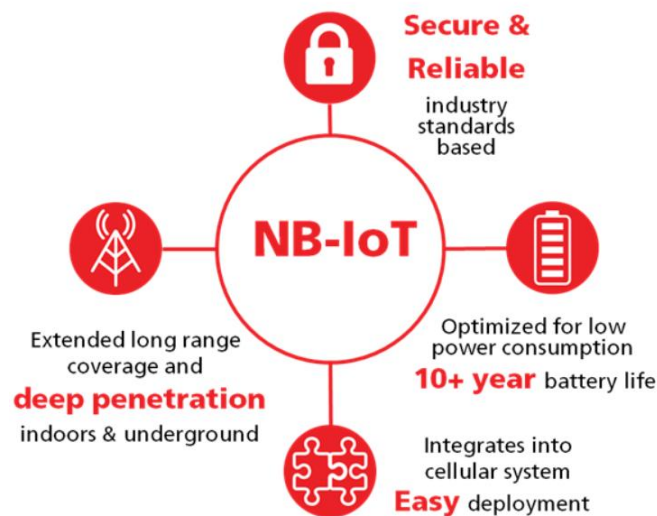 Secure &
Reliable
industry
standards
based
NB-IoT
Extended long range
coverage and
deep penetration
indoors & underground
Optimized for low
power consumption
10+ year battery life
Integrates into
cellular system
Easy deployment